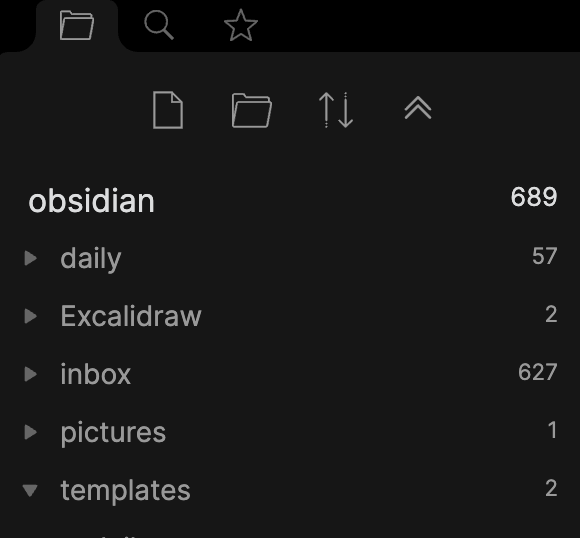 obsidian 689
daily 57
Excalidraw 2
inbox 627
pictures 1
templates 2